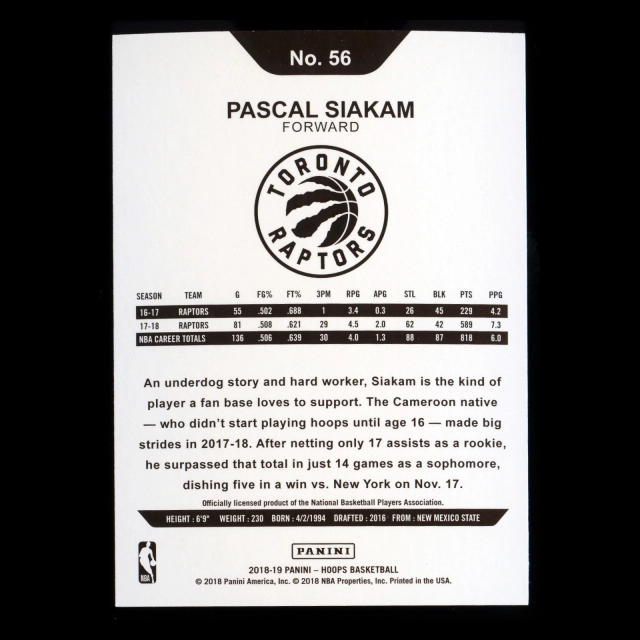 No. 56
PASCAL SIAKAM
FORWARD
TORONTO
RAPTORS
SEASON TEAM G FG% FT% 3PM RPG APG STL BLK PTS PPG
16-17 RAPTORS 55 .502 .688 1 3.4 0.3 26 45 229 4.2
17-18 RAPTORS 81 .508 .621 29 4.5 2.0 62 42 589 7.3
NBA CAREER TOTALS 136 .506 .639 30 4.0 1.3 88 87 818 6.0
An underdog story and hard worker, Siakam is the kind of
player a fan base loves to support. The Cameroon native
— who didn't start playing hoops until age 16 — made big
strides in 2017-18. After netting only 17 assists as a rookie,
he surpassed that total in just 14 games as a sophomore,
dishing five in a win vs. New York on Nov. 17.
Officially licensed product of the National Basketball Players Association.
HEIGHT : 6'9" WEIGHT : 230 BORN : 4/2/1994 DRAFTED : 2016 FROM : NEW MEXICO STATE
PANINI
NBA
2018-19 PANINI – HOOPS BASKETBALL
© 2018 Panini America, Inc. © 2018 NBA Properties, Inc. Printed in the USA.